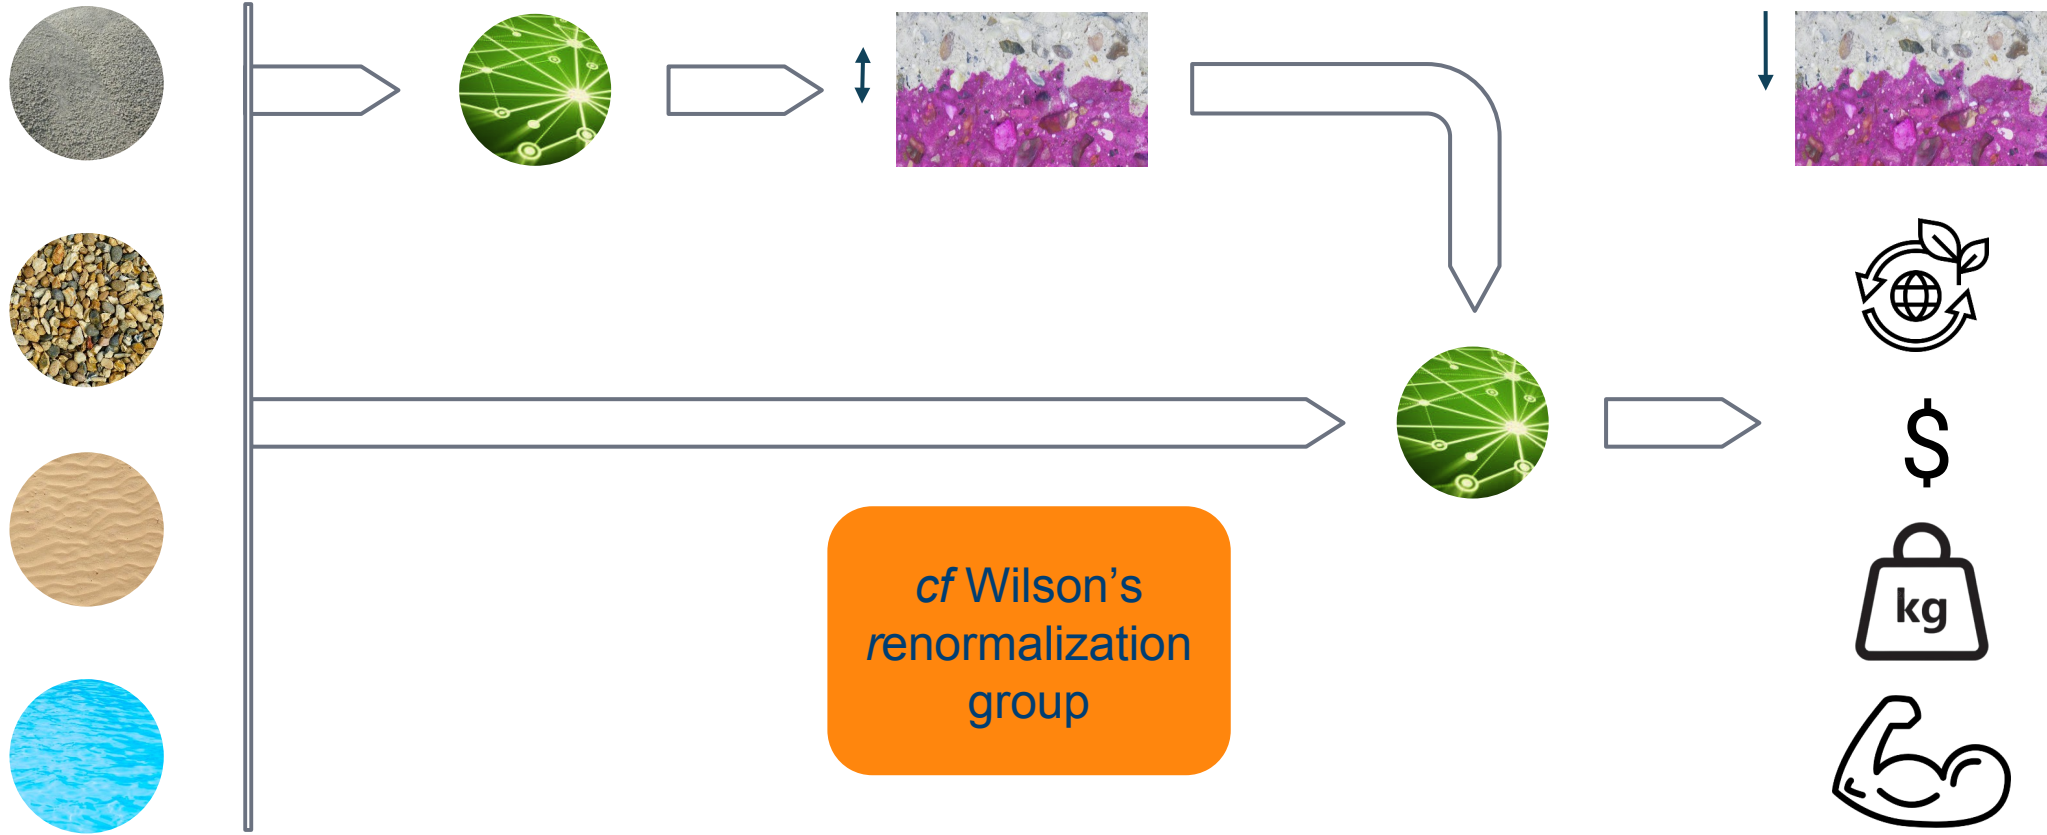 $
cf Wilson’s
renormalization
group
kg